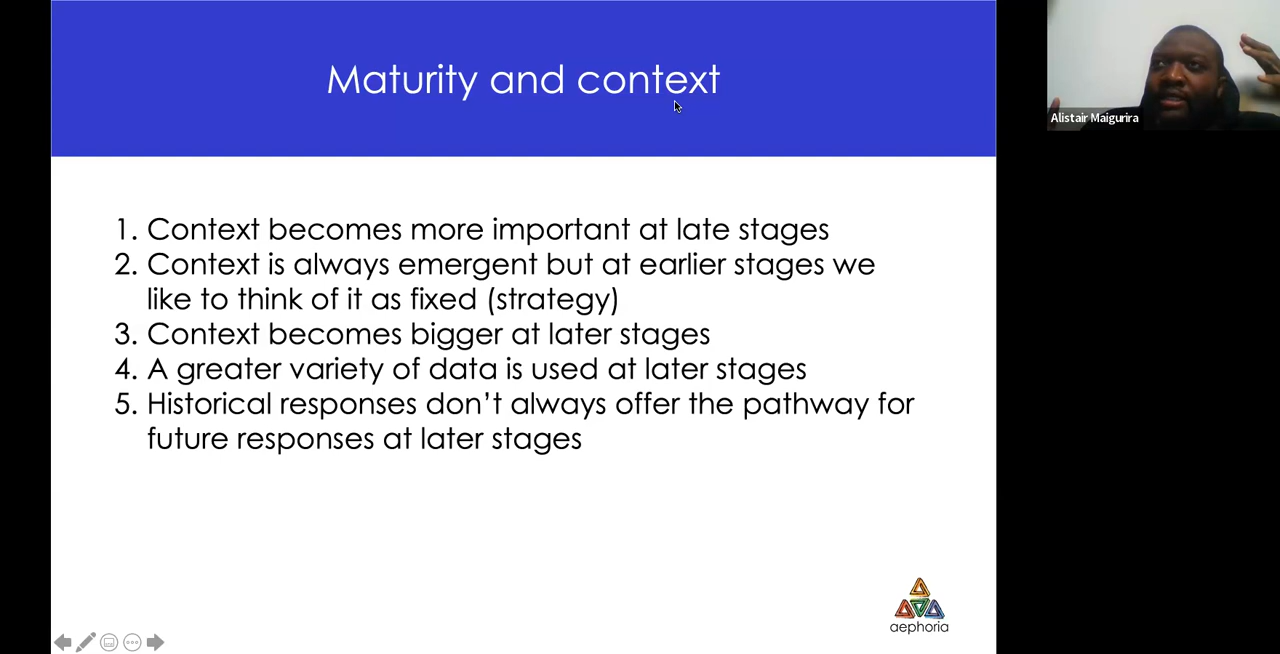 Maturity and context
Alistair Maigurira
1. Context becomes more important at late stages
2. Context is always emergent but at earlier stages we
like to think of it as fixed (strategy)
3. Context becomes bigger at later stages
4. A greater variety of data is used at later stages
5. Historical responses don’t always offer the pathway for
future responses at later stages
aephoria